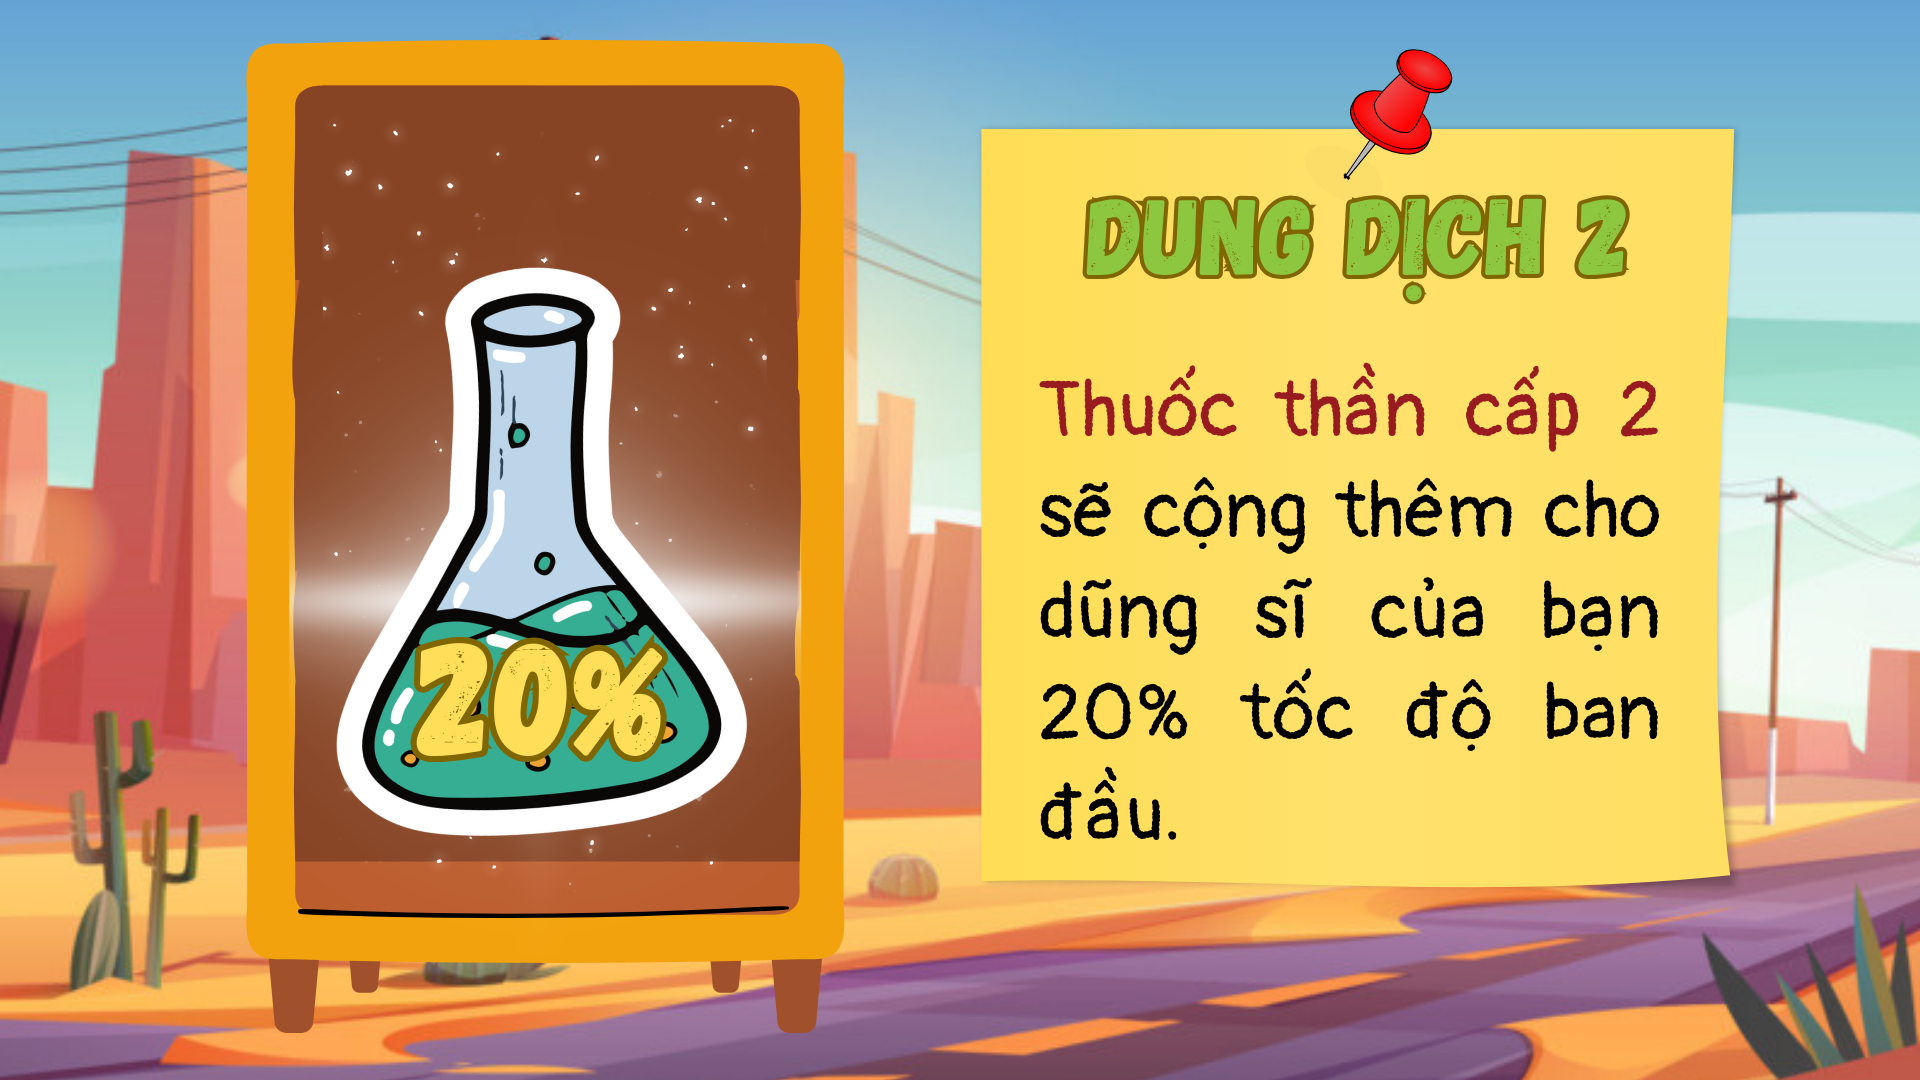 20%
DUNG DỊCH 2
Thuốc thần cấp 2
sẽ cộng thêm cho
dũng sĩ của bạn
20% tốc độ ban
đầu.